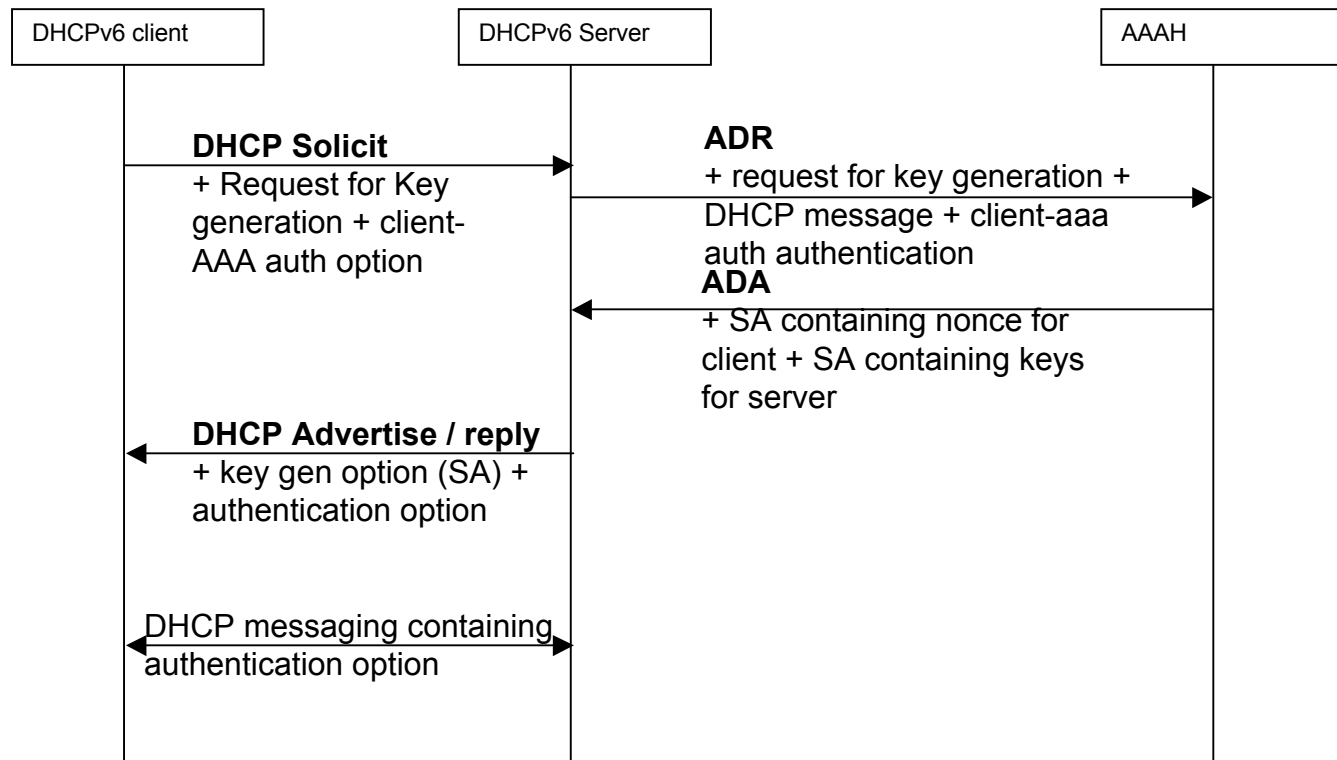 DHCPv6 client
DHCPv6 Server
AAAH
DHCP Solicit
+ Request for Key
generation + client-
AAA auth option
ADR
+ request for key generation +
DHCP message + client-aaa
auth authentication
ADA
+ SA containing nonce for
client + SA containing keys
for server
DHCP Advertise / reply
+ key gen option (SA) +
authentication option
DHCP messaging containing
authentication option